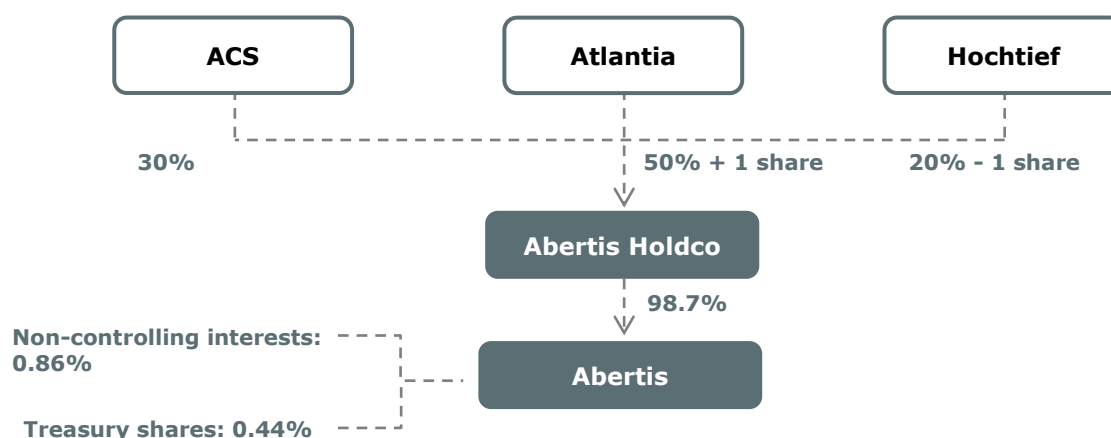 ACS
Atlantia
Hochtief
30%
50% + 1 share
20% - 1 share
Abertis Holdco
98.7%
Non-controlling interests:
0.86%
Abertis
Treasury shares: 0.44%